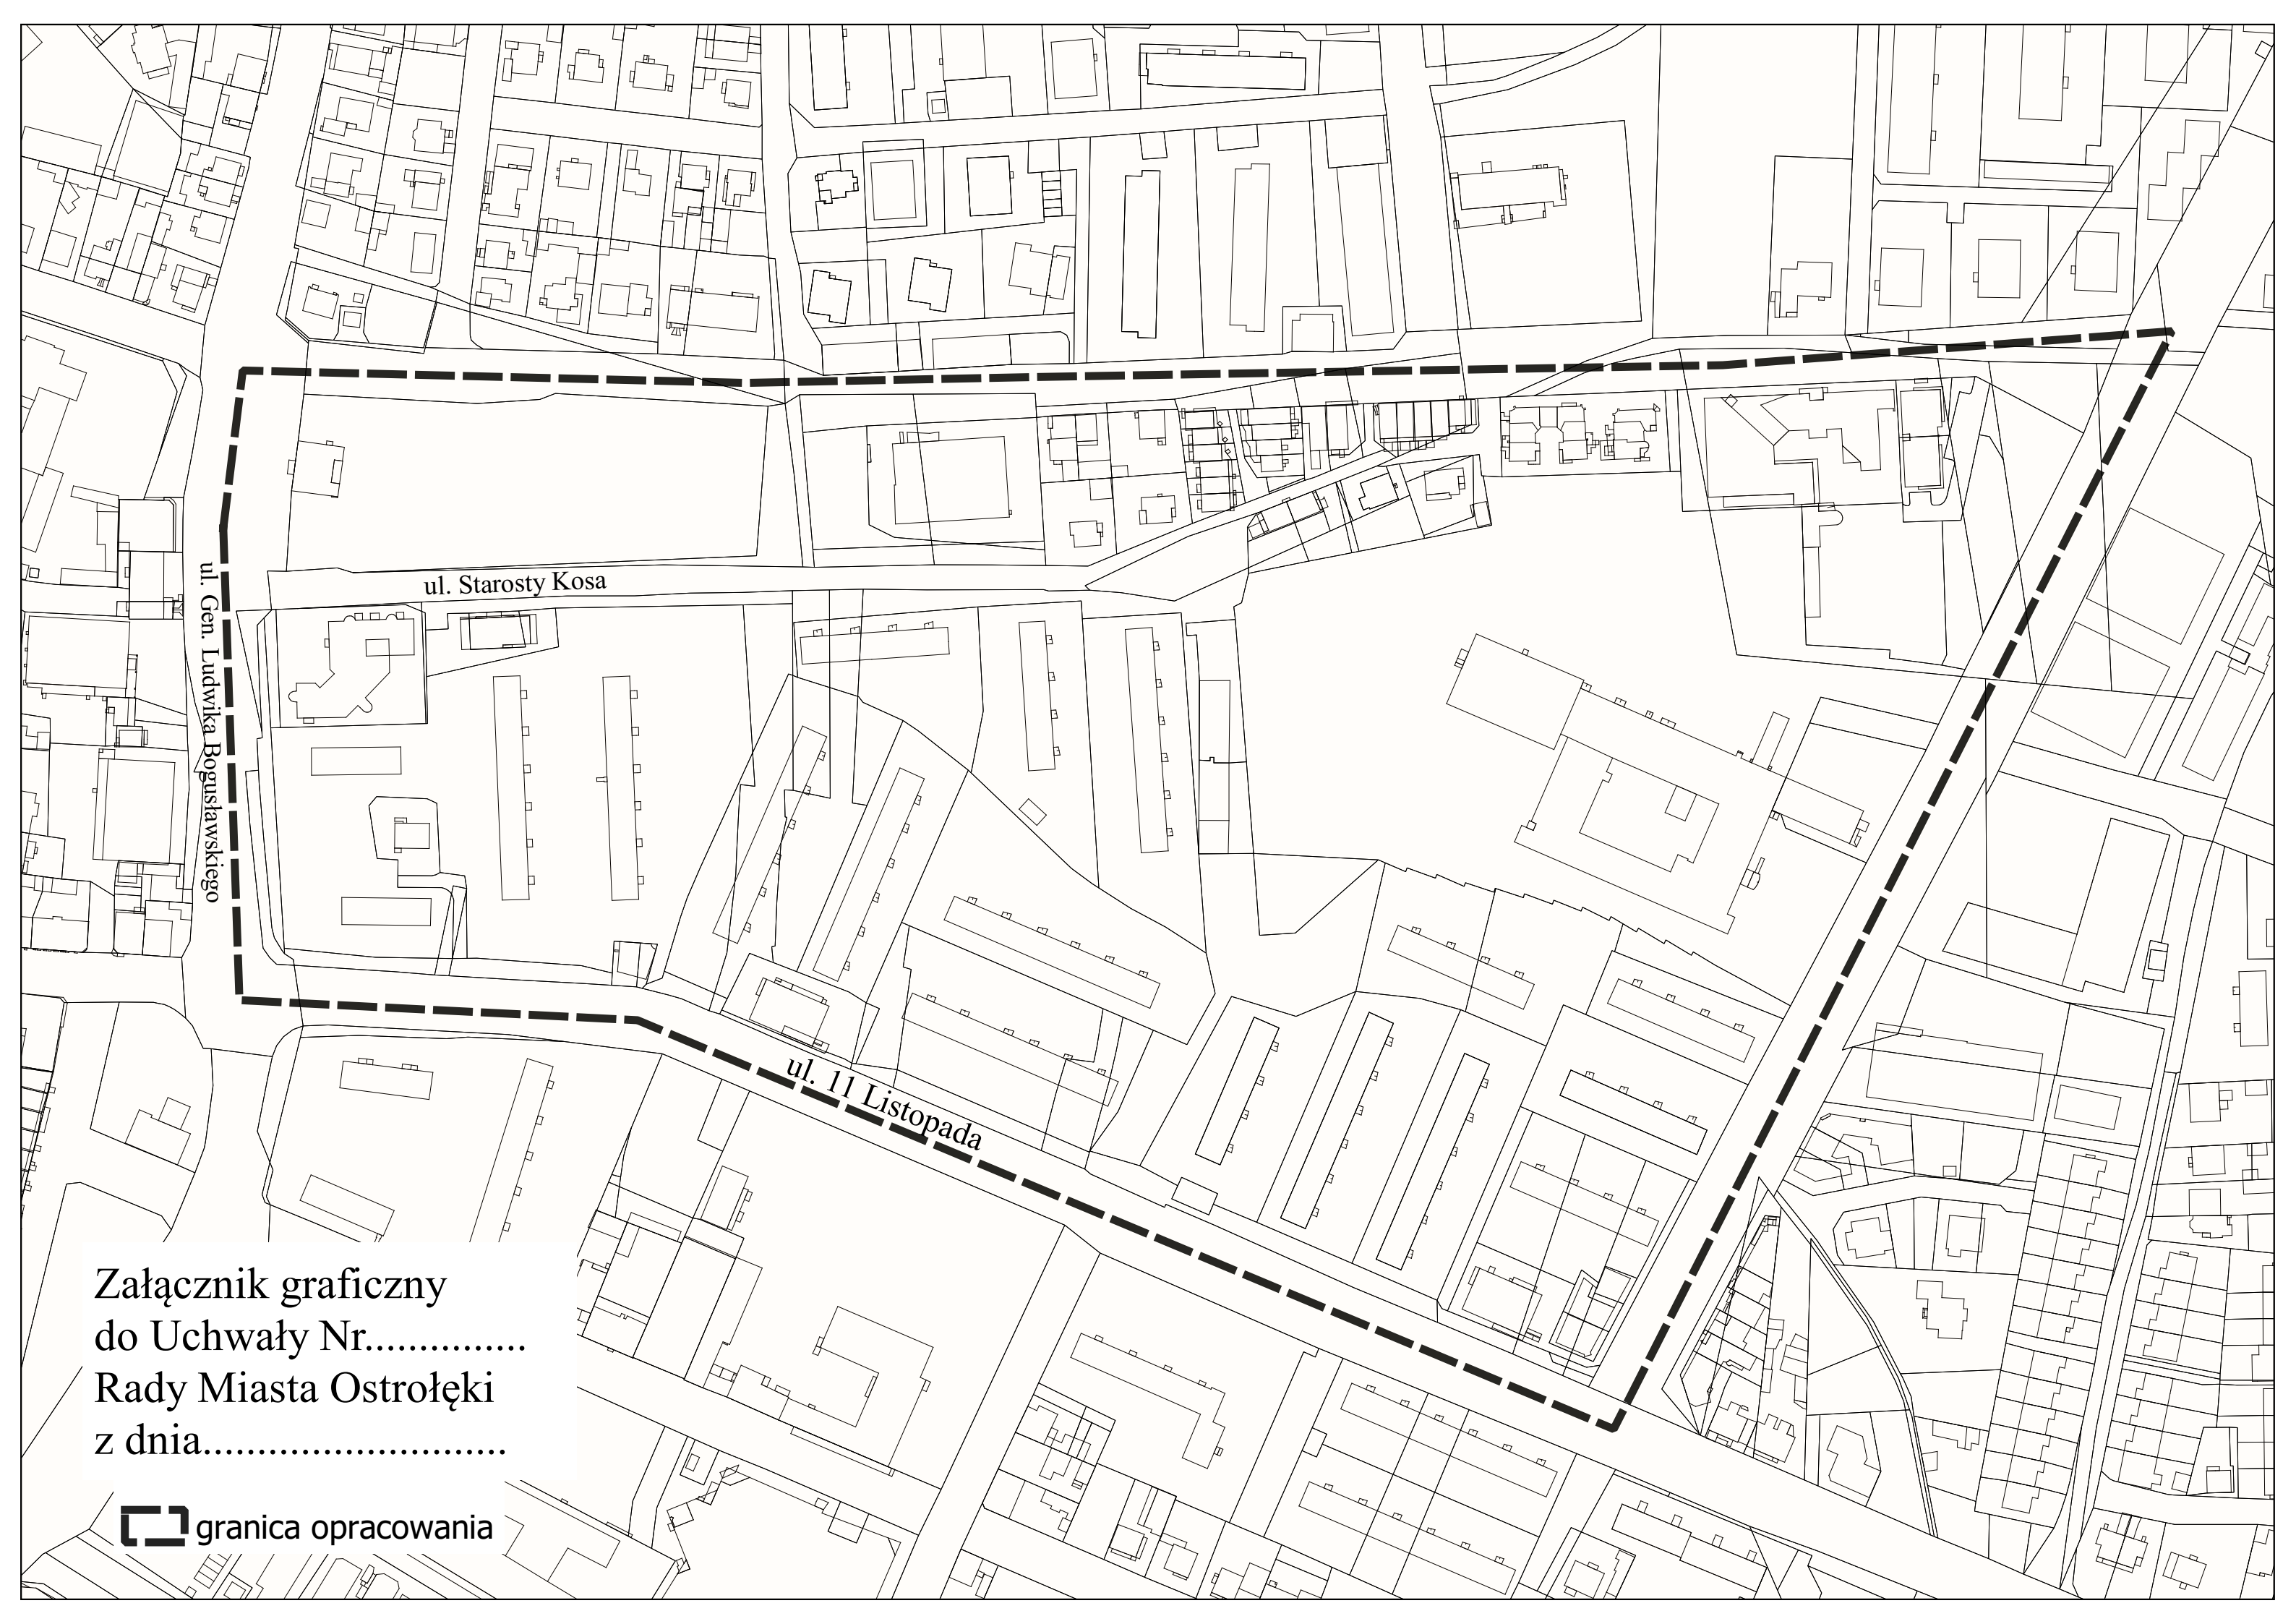 ul. Starosty Kosa
ul. Gen. Ludwika Bogusławskiego
ul. 11 Listopada
Załącznik graficzny
do Uchwały Nr...............
Rady Miasta Ostrołęki
z dnia............................
granica opracowania